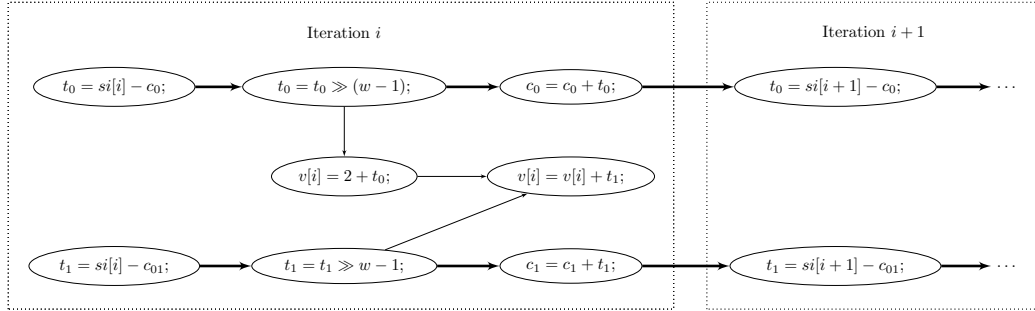 Iteration i
Iteration i + 1
t₀ = si[i] − c₀;
t₀ = t₀ ≫ (w − 1);
c₀ = c₀ + t₀;
t₀ = si[i + 1] − c₀;
···
v[i] = 2 + t₀;
v[i] = v[i] + t₁;
t₁ = si[i] − c₀₁;
t₁ = t₁ ≫ w − 1;
c₁ = c₁ + t₁;
t₁ = si[i + 1] − c₀₁;
···